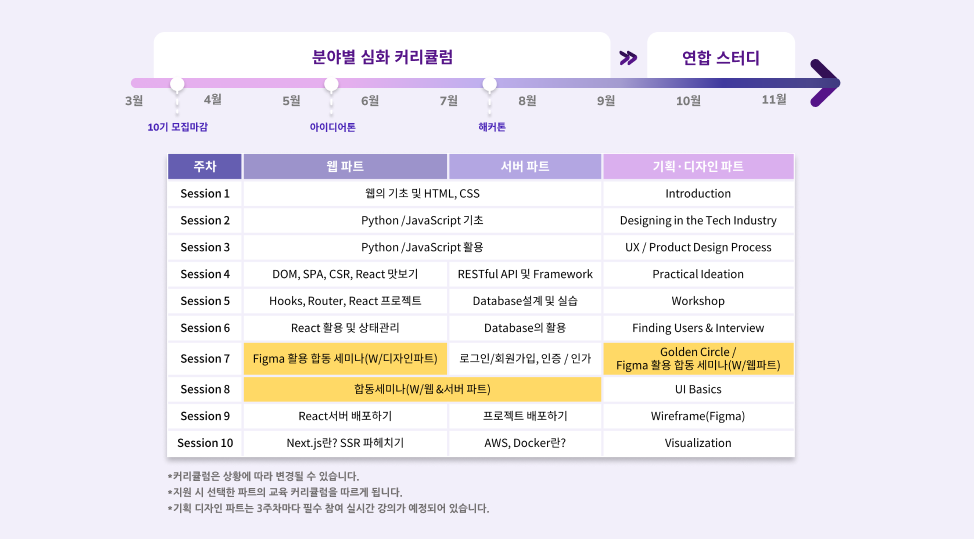 분야별 심화 커리큘럼
연합 스터디
3월 4월 5월 6월 7월 8월 9월 10월 11월
10기 모집마감 아이디어톤 해커톤
주차 웹 파트 서버 파트 기획·디자인 파트
Session 1 웹의 기초 및 HTML, CSS Introduction
Session 2 Python /JavaScript 기초 Designing in the Tech Industry
Session 3 Python /JavaScript 활용 UX / Product Design Process
Session 4 DOM, SPA, CSR, React 맛보기 RESTful API 및 Framework Practical Ideation
Session 5 Hooks, Router, React 프로젝트 Database설계 및 실습 Workshop
Session 6 React 활용 및 상태관리 Database의 활용 Finding Users & Interview
Session 7 Figma 활용 합동 세미나(W/디자인파트) 로그인/회원가입, 인증 / 인가 Golden Circle /
Figma 활용 합동 세미나(W/웹파트)
Session 8 합동세미나(W/웹 &서버 파트) UI Basics
Session 9 React서버 배포하기 프로젝트 배포하기 Wireframe(Figma)
Session 10 Next.js란? SSR 파헤치기 AWS, Docker란? Visualization
*커리큘럼은 상황에 따라 변경될 수 있습니다.
*지원 시 선택한 파트의 교육 커리큘럼을 따르게 됩니다.
*기획 디자인 파트는 3주차마다 필수 참여 실시간 강의가 예정되어 있습니다.